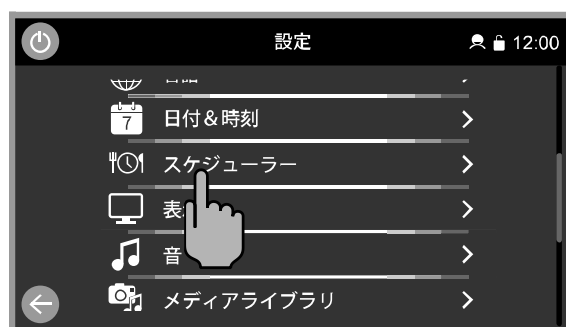 設定
12:00
7 日付&時刻
スケジューラー
表
音
メディアライブラリ